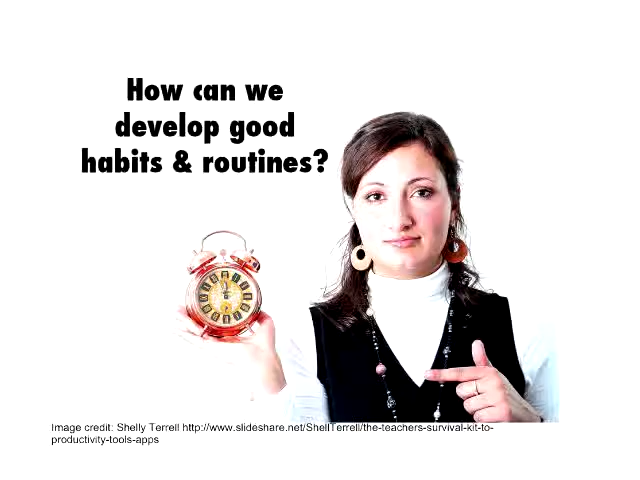 How can we
develop good
habits & routines?
Image credit: Shelly Terrell http://www.slideshare.net/ShellTerrell/the-teachers-survival-kit-to-
productivity-tools-apps